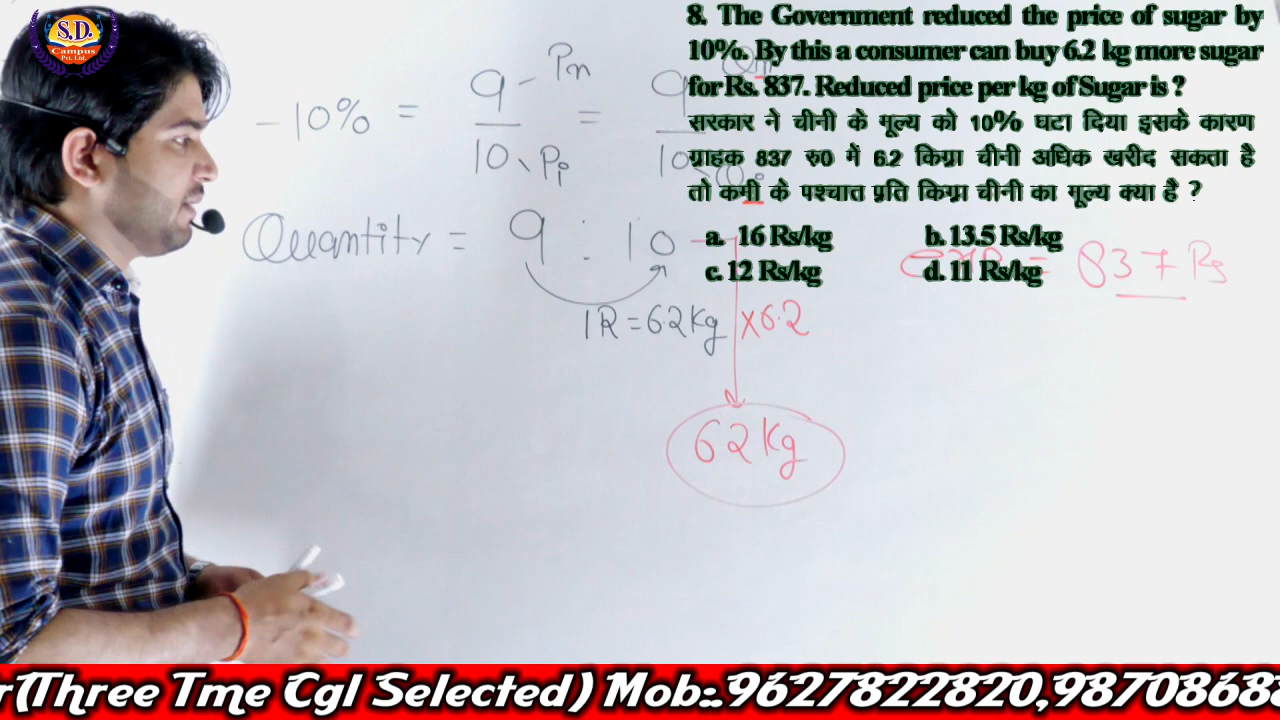 S.D.
Campus
Pvt. Ltd.
8. The Government reduced the price of sugar by
10%. By this a consumer can buy 6.2 kg more sugar
for Rs. 837. Reduced price per kg of Sugar is ?
सरकार ने चीनी के मूल्य को 10% घटा दिया इसके कारण
ग्राहक 837 रु0 में 6.2 किग्रा चीनी अधिक खरीद सकता है
तो कमी के पश्चात प्रति किग्रा चीनी का मूल्य क्या है ?
a. 16 Rs/kg b. 13.5 Rs/kg
c. 12 Rs/kg d. 11 Rs/kg
-10% = 9 Pn = 9
10 Pi 10
Quantity = 9 : 10
= 837 Rs
1R = 62Kg ×6.2
62Kg
r(Three Tme Cgl Selected) Mob:.9627822820,98708683